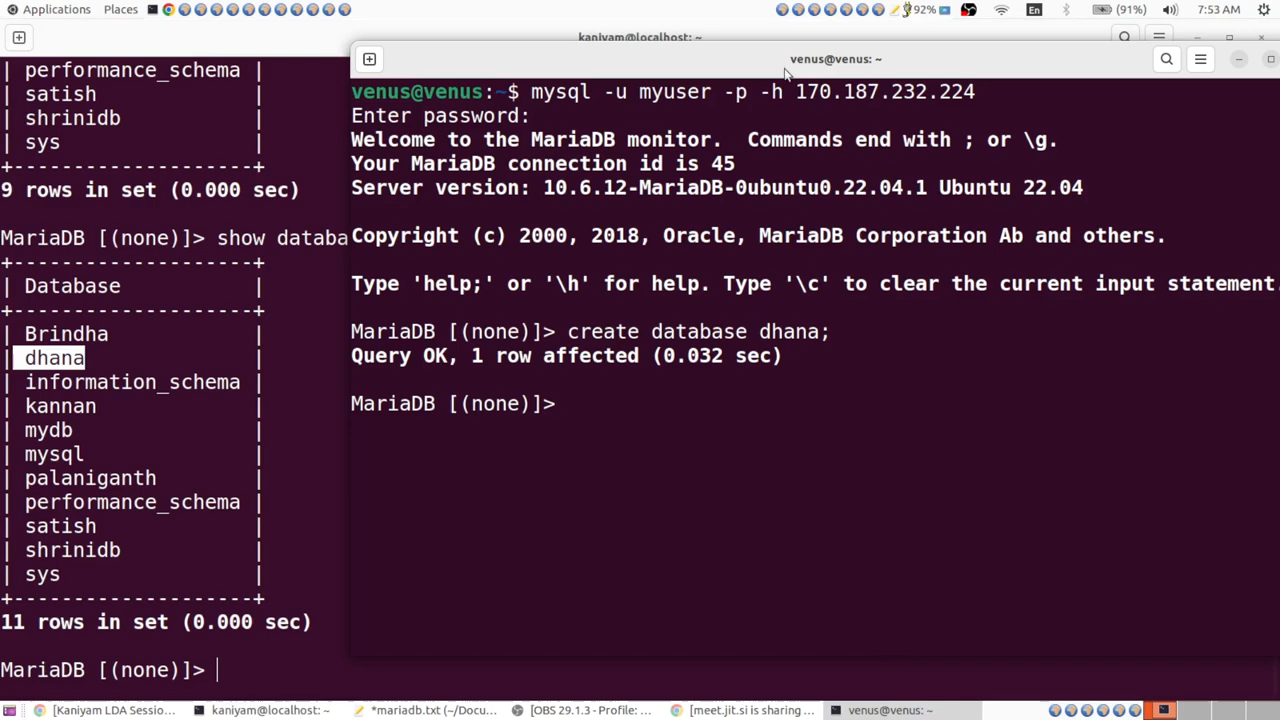 Applications Places 92% En (91%) 7:53 AM
kaniyam@localhost: ~
| performance_schema |
| satish |
| shrinidb |
| sys |
+--------------------+
9 rows in set (0.000 sec)
MariaDB [(none)]> show databa
+--------------------+
| Database |
+--------------------+
| Brindha |
| dhana |
| information_schema |
| kannan |
| mydb |
| mysql |
| palaniganth |
| performance_schema |
| satish |
| shrinidb |
| sys |
+--------------------+
11 rows in set (0.000 sec)
MariaDB [(none)]>
venus@venus: ~
venus@venus:~$ mysql -u myuser -p -h 170.187.232.224
Enter password:
Welcome to the MariaDB monitor.  Commands end with ; or \g.
Your MariaDB connection id is 45
Server version: 10.6.12-MariaDB-0ubuntu0.22.04.1 Ubuntu 22.04
Copyright (c) 2000, 2018, Oracle, MariaDB Corporation Ab and others.
Type 'help;' or '\h' for help. Type '\c' to clear the current input statement.
MariaDB [(none)]> create database dhana;
Query OK, 1 row affected (0.032 sec)
MariaDB [(none)]>
[Kaniyam LDA Sessio... kaniyam@localhost: ~ *mariadb.txt (~/Docu... [OBS 29.1.3 - Profile: ... [meet.jit.si is sharing ... venus@venus: ~